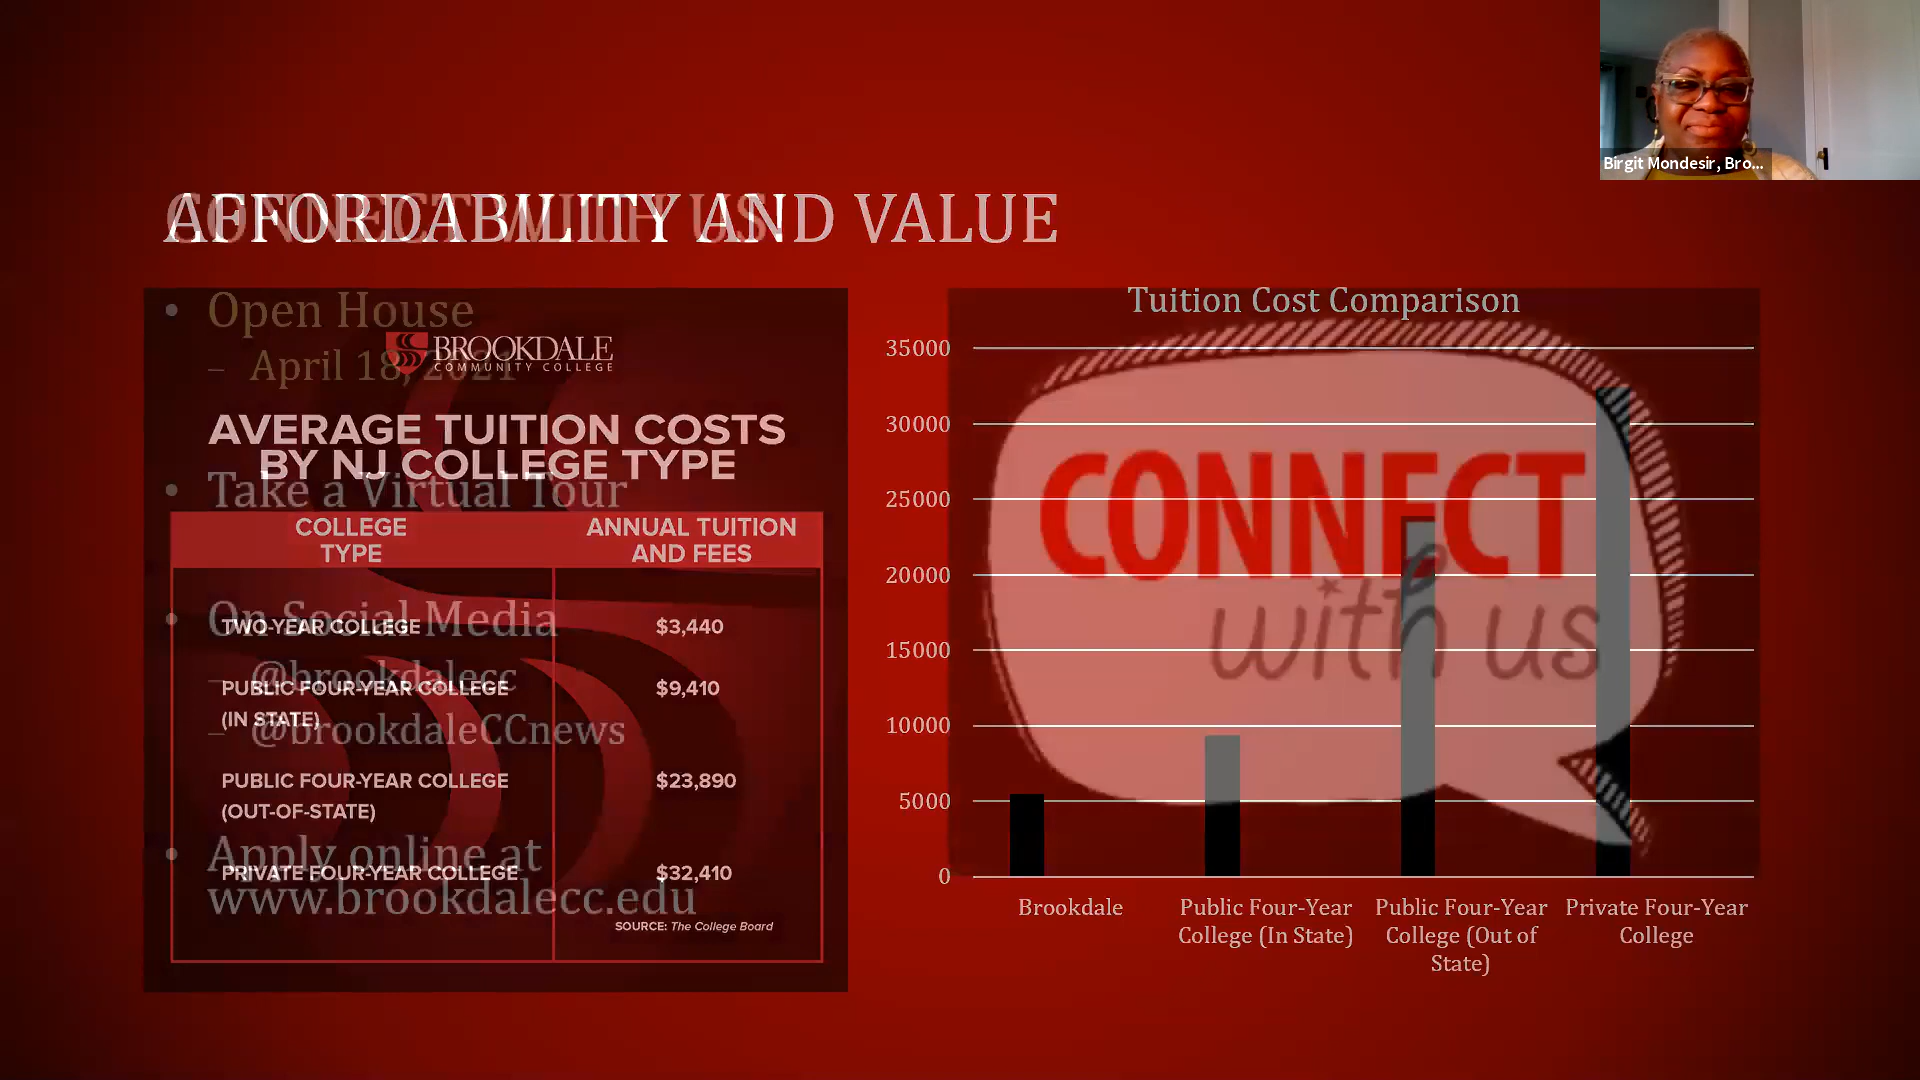 Birgit Mondesir, Bro...
AFFORDABILITY AND VALUE
CONNECT WITH US!
Open House
– April 18, 2021
Take a Virtual Tour
On Social Media
– @brookdalecc
– @brookdaleCCnews
Apply online at
www.brookdalecc.edu
BROOKDALE
COMMUNITY COLLEGE
AVERAGE TUITION COSTS
BY NJ COLLEGE TYPE
COLLEGE TYPE
ANNUAL TUITION AND FEES
TWO-YEAR COLLEGE $3,440
PUBLIC FOUR-YEAR COLLEGE
(IN STATE) $9,410
PUBLIC FOUR-YEAR COLLEGE
(OUT-OF-STATE) $23,890
PRIVATE FOUR-YEAR COLLEGE $32,410
SOURCE: The College Board
Tuition Cost Comparison
35000
30000
25000
20000
15000
10000
5000
0
Brookdale
Public Four-Year
College (In State)
Public Four-Year
College (Out of
State)
Private Four-Year
College
CONNECT
with us